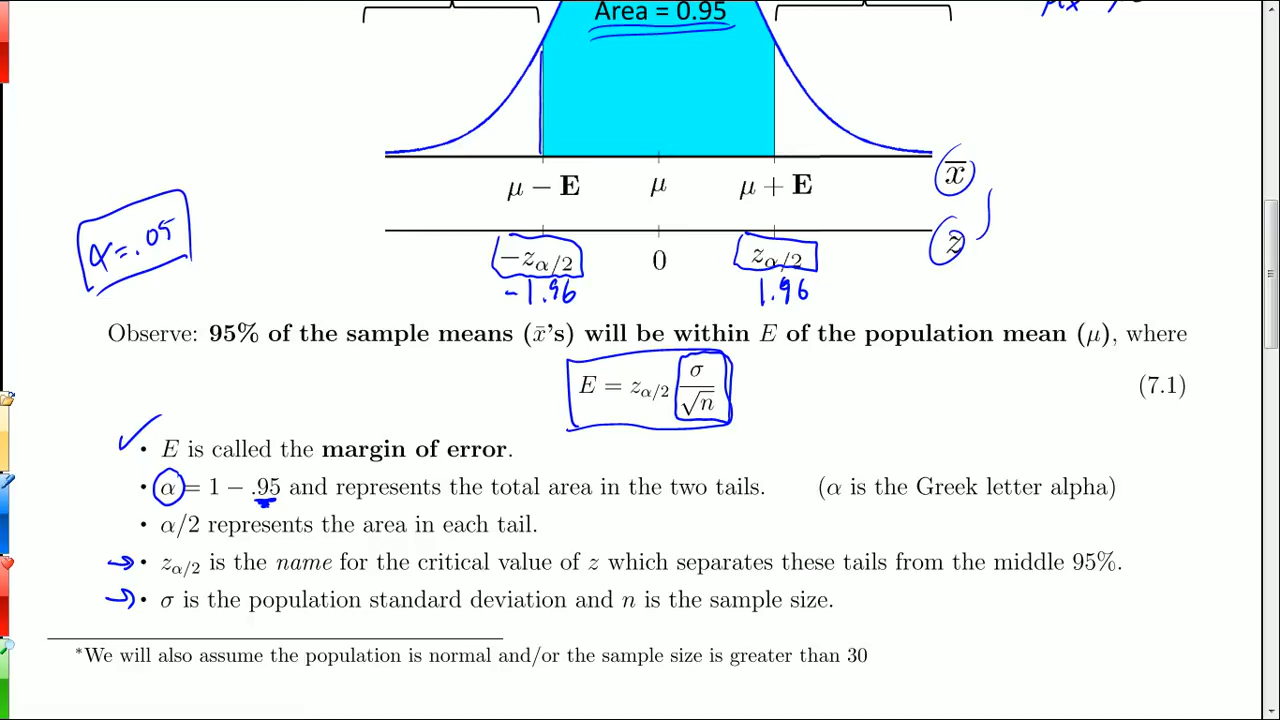 Area = 0.95
μ − E μ μ + E x̄
α = .05
−z_{α/2} 0 z_{α/2} z
-1.96 1.96
Observe: 95% of the sample means (x̄'s) will be within E of the population mean (μ), where
E = z_{α/2} σ/√n (7.1)
• E is called the margin of error.
• α = 1 − .95 and represents the total area in the two tails. (α is the Greek letter alpha)
• α/2 represents the area in each tail.
• z_{α/2} is the name for the critical value of z which separates these tails from the middle 95%.
• σ is the population standard deviation and n is the sample size.
*We will also assume the population is normal and/or the sample size is greater than 30